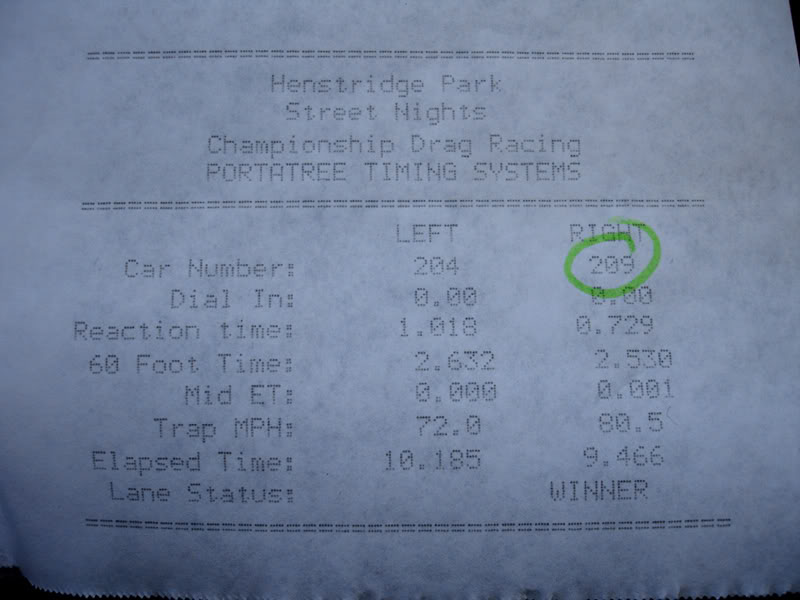 Henstridge Park
Street Nights
Championship Drag Racing
PORTATREE TIMING SYSTEMS
LEFT RIGHT
Car Number: 204 209
Dial In: 0.00 0.00
Reaction time: 1.018 0.729
60 Foot Time: 2.632 2.530
Mid ET: 0.000 0.001
Trap MPH: 72.0 80.5
Elapsed Time: 10.185 9.466
Lane Status: WINNER